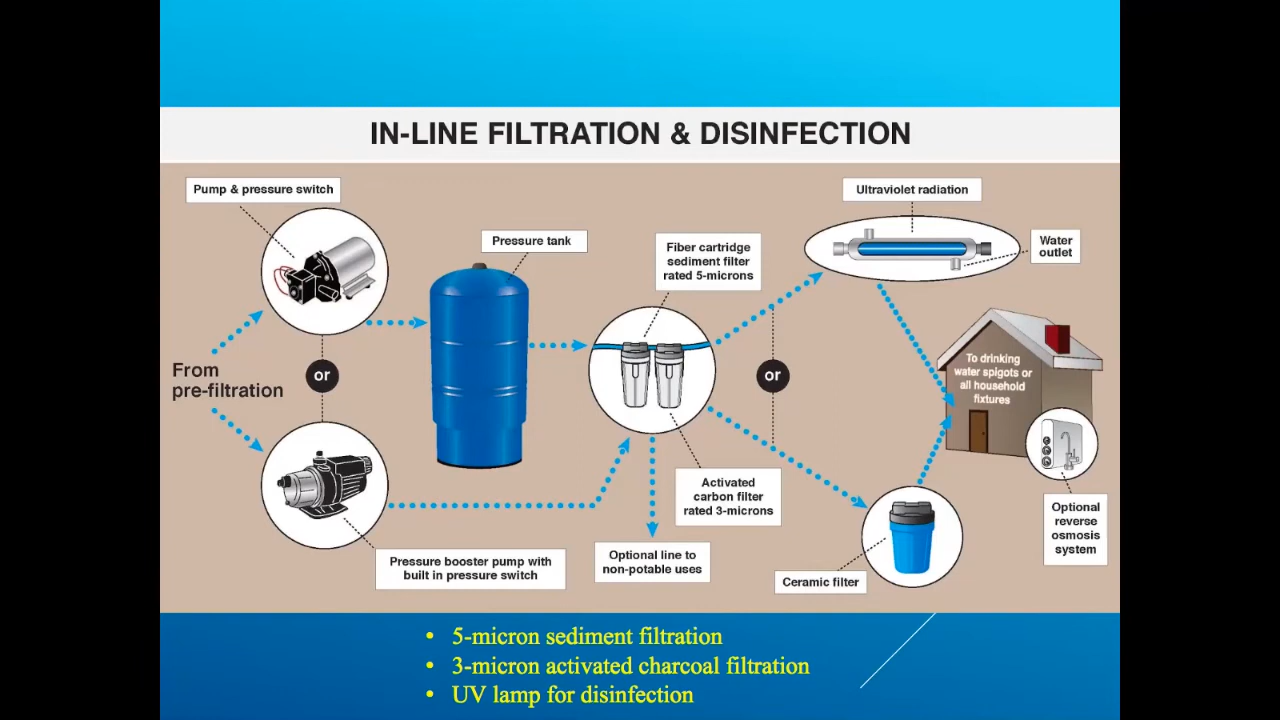 IN-LINE FILTRATION & DISINFECTION
Pump & pressure switch
Pressure tank
Fiber cartridge
sediment filter
rated 5-microns
Ultraviolet radiation
Water
outlet
From
pre-filtration
or
or
To drinking
water spigots or
all household
fixtures
Activated
carbon filter
rated 3-microns
Optional
reverse
osmosis
system
Pressure booster pump with
built in pressure switch
Optional line to
non-potable uses
Ceramic filter
• 5-micron sediment filtration
• 3-micron activated charcoal filtration
• UV lamp for disinfection